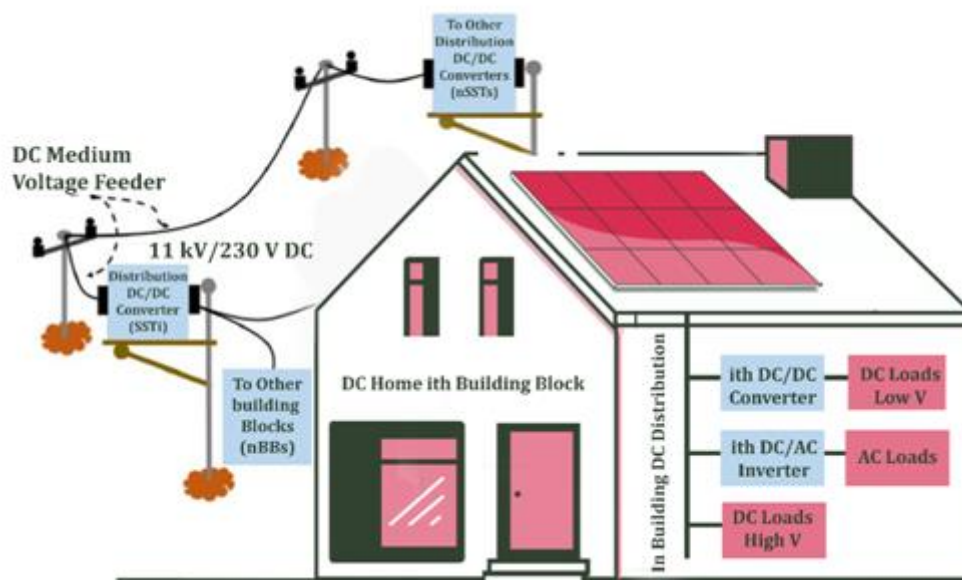 To Other
Distribution
DC/DC
Converters
(nSSTs)
DC Medium
Voltage Feeder
11 kV/230 V DC
Distribution
DC/DC
Converter
(SSTi)
To Other
building
Blocks
(nBBs)
DC Home ith Building Block
In Building DC Distribution
ith DC/DC
Converter
DC Loads
Low V
ith DC/AC
Inverter
AC Loads
DC Loads
High V